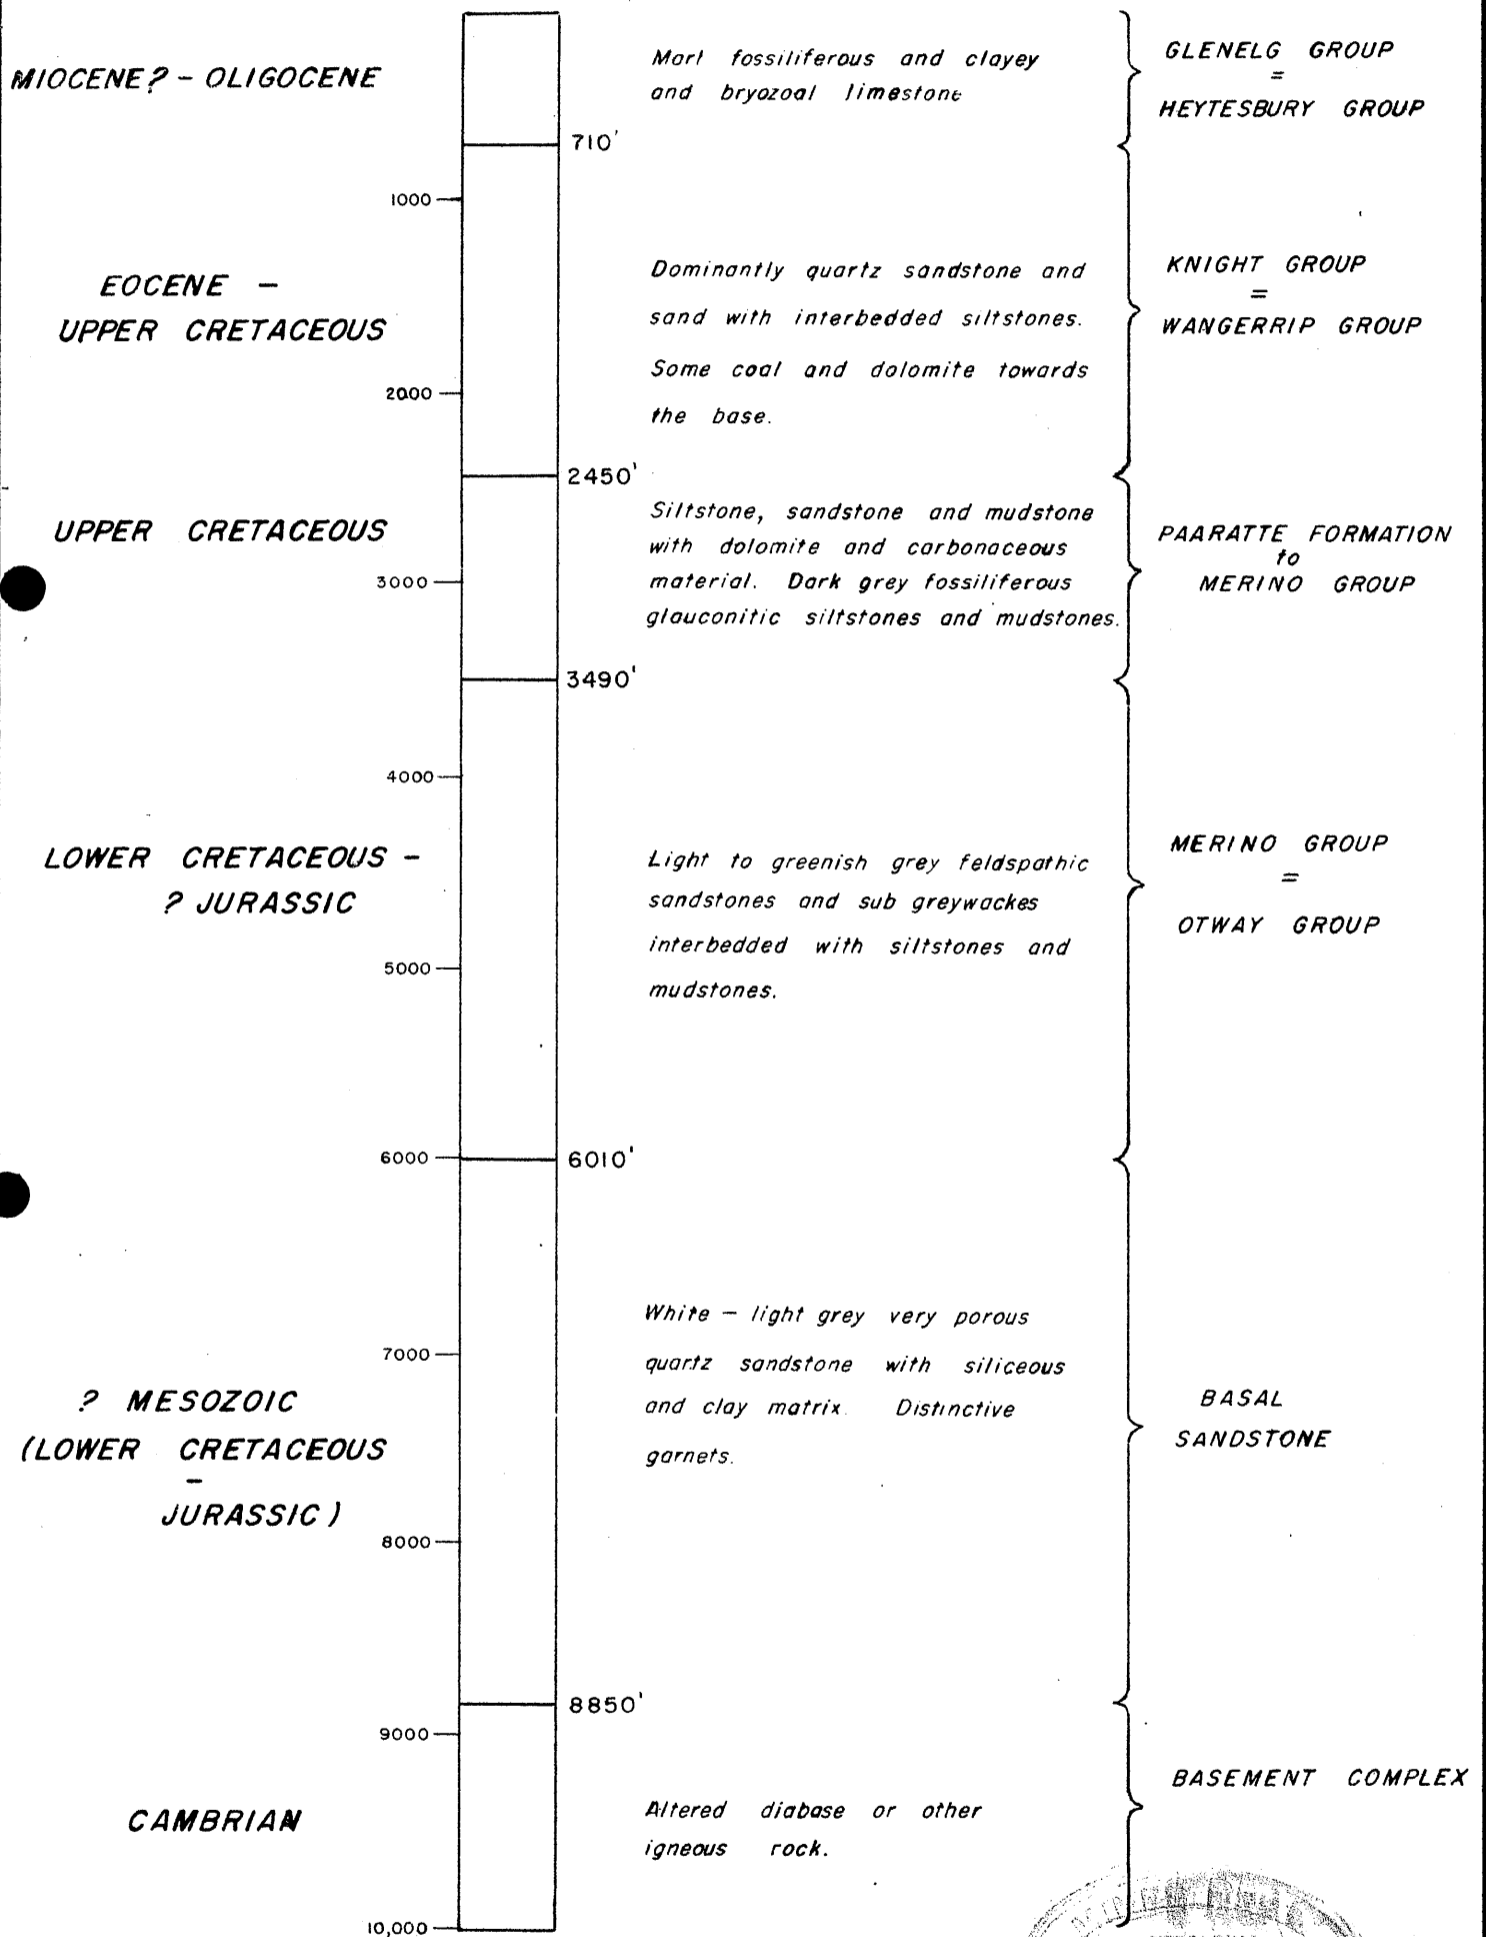 MIOCENE? - OLIGOCENE
Marl fossiliferous and clayey
and bryozoal limestone
GLENELG GROUP
=
HEYTESBURY GROUP
710'
1000
EOCENE -
UPPER CRETACEOUS
Dominantly quartz sandstone and
sand with interbedded siltstones.
Some coal and dolomite towards
the base.
KNIGHT GROUP
=
WANGERRIP GROUP
2000
2450'
UPPER CRETACEOUS
Siltstone, sandstone and mudstone
with dolomite and carbonaceous
material. Dark grey fossiliferous
glauconitic siltstones and mudstones.
PAARATTE FORMATION
to
MERINO GROUP
3000
3490'
4000
LOWER CRETACEOUS -
? JURASSIC
Light to greenish grey feldspathic
sandstones and sub greywackes
interbedded with siltstones and
mudstones.
MERINO GROUP
=
OTWAY GROUP
5000
6000
6010'
7000
? MESOZOIC
(LOWER CRETACEOUS
-
JURASSIC)
White - light grey very porous
quartz sandstone with siliceous
and clay matrix. Distinctive
garnets.
BASAL
SANDSTONE
8000
8850'
9000
CAMBRIAN
Altered diabase or other
igneous rock.
BASEMENT COMPLEX
10,000